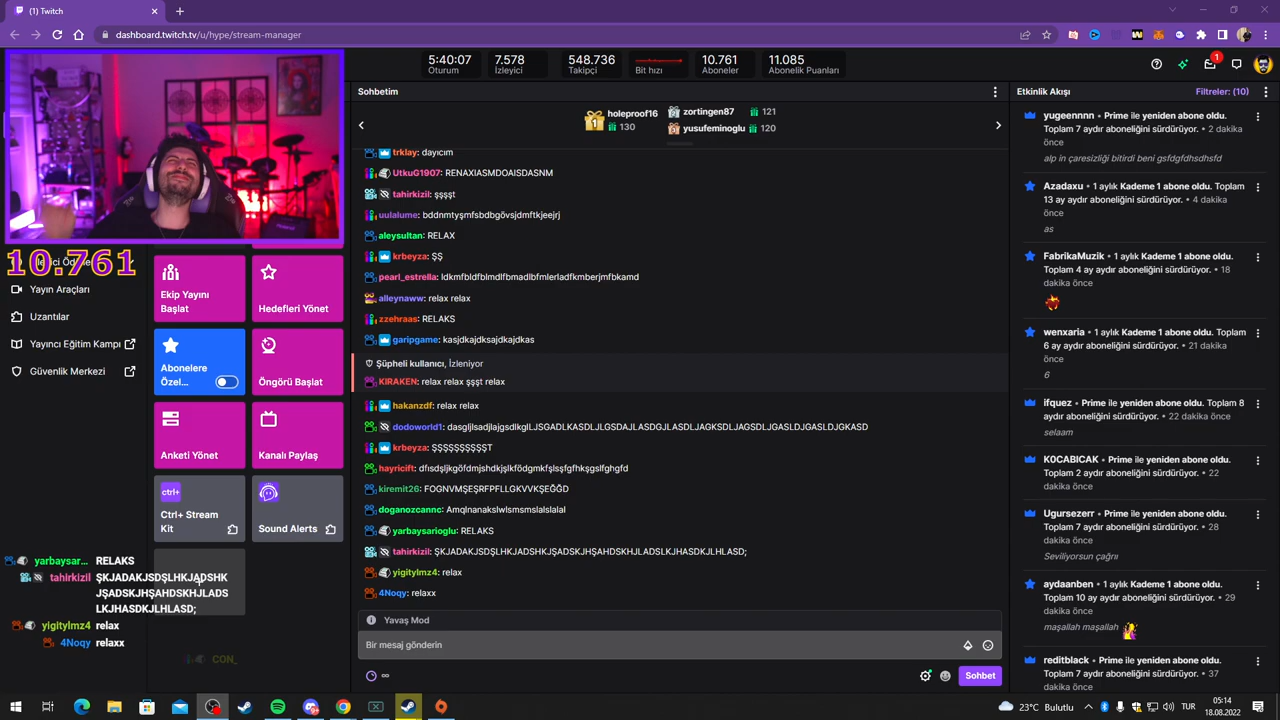 (1) Twitch
dashboard.twitch.tv/u/hype/stream-manager
5:40:07
Oturum
7.578
İzleyici
548.736
Takipçi
Bit hızı
10.761
Aboneler
11.085
Abonelik Puanları
1
10.761
Yayın Araçları
Uzantılar
Yayıncı Eğitim Kampı
Güvenlik Merkezi
Ekip Yayını
Başlat
Hedefleri Yönet
Abonelere
Özel...
Öngörü Başlat
Anketi Yönet
Kanalı Paylaş
ctrl+
Ctrl+ Stream
Kit
Sound Alerts
yarbaysar... RELAKS
tahirkizil ŞKJADAKJSDŞLHKJADSHK
JŞADSKJHŞAHDSKHJLADS
LKJHASDKJLHLASD;
yigitylmz4 relax
4Noqy relaxx
CON_
Sohbetim
1
holeproof16
130
2
zortingen87 121
3
yusufeminoglu 120
trklay: dayıcım
UtkuG1907: RENAXIASMDOAISDASNM
tahirkizil: şşşşt
uulalume: bddnmtyşmfsbdbgövsjdmftkjeejrj
aleysultan: RELAX
krbeyza: ŞŞ
pearl_estrella: ldkmfbldfblmdlfbmadlbfmlerladfkmberjmfbkamd
alleynaww: relax relax
zzehraas: RELAKS
garipgame: kasjdkajdksajdkajdkas
Şüpheli kullanıcı, İzleniyor
KIRAKEN: relax relax şşşt relax
hakanzdf: relax relax
dodoworld1: dasgljlsadjlajgsdlkglLJSGADLKASDLJLGSDAJLASDGJLASDLJAGKSDLJAGSDLJGASLDJGASLDJGKASD
krbeyza: ŞŞŞŞŞŞŞŞŞŞT
hayricift: dfısdşljkgöfdmjshdkjşlkfödgmkfşlsşfgfhkşgslfghgfd
kiremit26: FOGNVMŞEŞRFPFLLGKVVKŞEĞĞD
doganozcannc: Amqlnanakslwlsmsmslalslalal
yarbaysarioglu: RELAKS
tahirkizil: ŞKJADAKJSDŞLHKJADSHKJŞADSKJHŞAHDSKHJLADSLKJHASDKJLHLASD;
yigitylmz4: relax
4Noqy: relaxx
Yavaş Mod
Bir mesaj gönderin
Sohbet
Etkinlik Akışı
Filtreler: (10)
yugeennnn • Prime ile yeniden abone oldu. • 2 dakika
önce
alp in çaresizliği bitirdi beni gsfdgfdhsdhsfd
Azadaxu • 1 aylık Kademe 1 abone oldu. Toplam
13 ay aydır aboneliğini sürdürüyor. • 4 dakika
önce
as
FabrikaMuzik • 1 aylık Kademe 1 abone oldu.
Toplam 4 ay aydır aboneliğini sürdürüyor. • 18
dakika önce
wenxaria • 1 aylık Kademe 1 abone oldu. Toplam
6 ay aydır aboneliğini sürdürüyor. • 21 dakika
önce
6
ifquez • Prime ile yeniden abone oldu. Toplam 8
aydır aboneliğini sürdürüyor. • 22 dakika önce
selaam
K0CABICAK • Prime ile yeniden abone oldu.
Toplam 2 aydır aboneliğini sürdürüyor. • 22
dakika önce
Ugursezerr • Prime ile yeniden abone oldu.
Toplam 7 aydır aboneliğini sürdürüyor. • 28
dakika önce
Seviliyorsun çağrıı
aydaanben • 1 aylık Kademe 1 abone oldu.
Toplam 10 ay aydır aboneliğini sürdürüyor. • 29
dakika önce
maşallah maşallah
reditblack • Prime ile yeniden abone oldu.
Toplam 7 aydır aboneliğini sürdürüyor. • 37
dakika önce
23°C Bulutlu
TUR
05:14
18.08.2022